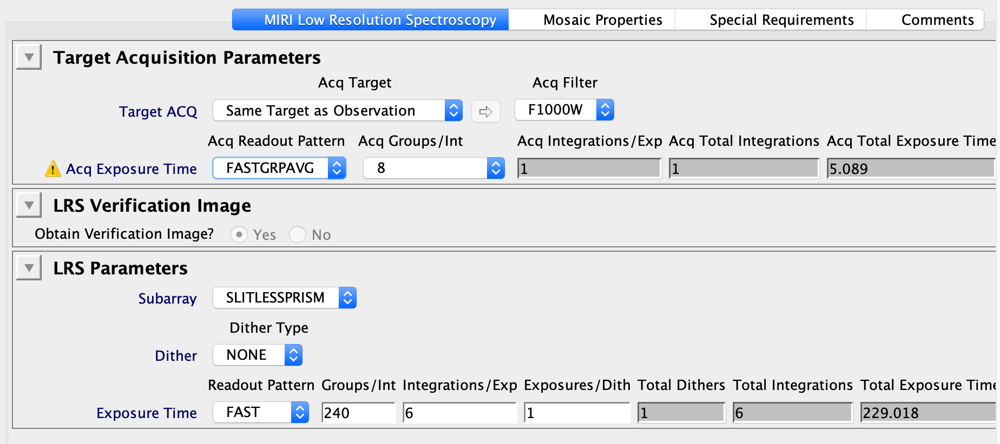 MIRI Low Resolution Spectroscopy Mosaic Properties Special Requirements Comments
Target Acquisition Parameters
Acq Target Acq Filter
Target ACQ Same Target as Observation F1000W
Acq Readout Pattern Acq Groups/Int Acq Integrations/Exp Acq Total Integrations Acq Total Exposure Time
Acq Exposure Time FASTGRPAVG 8 1 1 5.089
LRS Verification Image
Obtain Verification Image? Yes No
LRS Parameters
Subarray SLITLESSPRISM
Dither Type
Dither NONE
Readout Pattern Groups/Int Integrations/Exp Exposures/Dith Total Dithers Total Integrations Total Exposure Time
Exposure Time FAST 240 6 1 1 6 229.018